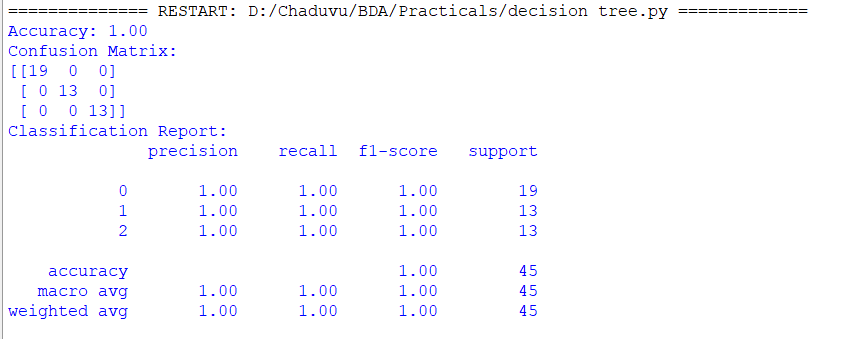 ============== RESTART: D:/Chaduvu/BDA/Practicals/decision tree.py =============
Accuracy: 1.00
Confusion Matrix:
[[19  0  0]
 [ 0 13  0]
 [ 0  0 13]]
Classification Report:
              precision    recall  f1-score   support

           0       1.00      1.00      1.00        19
           1       1.00      1.00      1.00        13
           2       1.00      1.00      1.00        13

    accuracy                           1.00        45
   macro avg       1.00      1.00      1.00        45
weighted avg       1.00      1.00      1.00        45